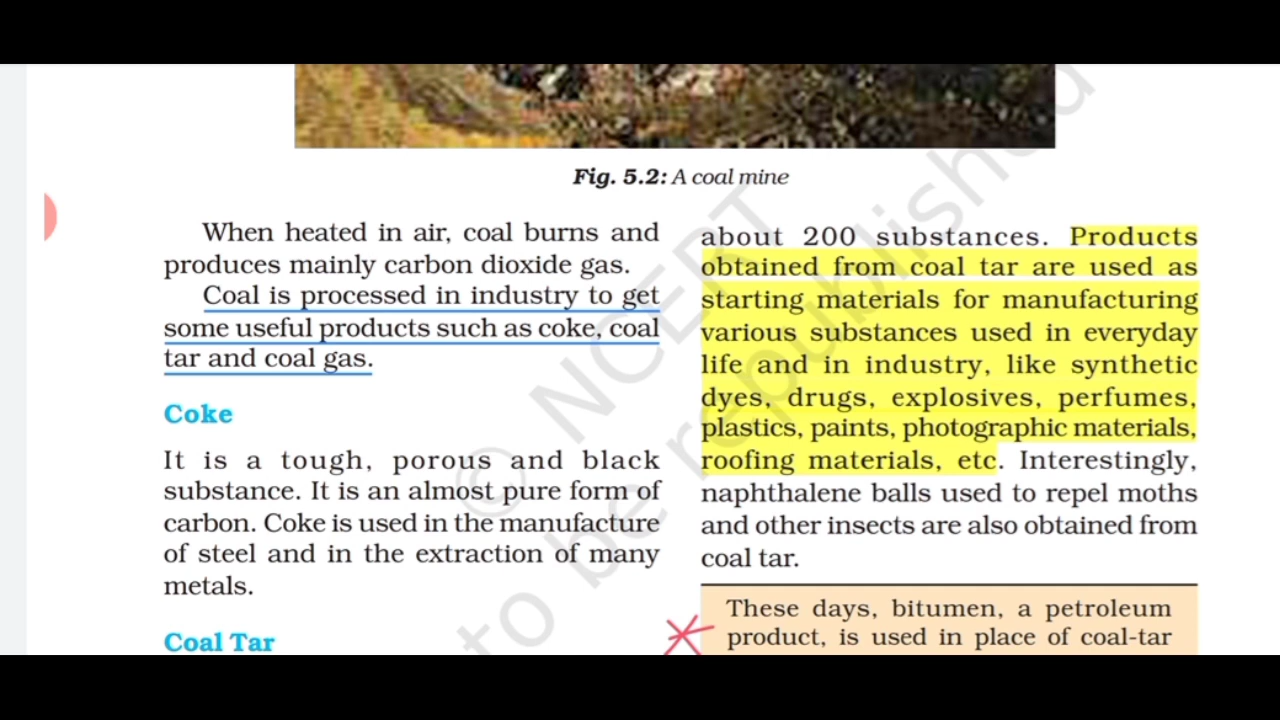 Fig. 5.2: A coal mine
When heated in air, coal burns and
produces mainly carbon dioxide gas.
Coal is processed in industry to get
some useful products such as coke, coal
tar and coal gas.
Coke
It is a tough, porous and black
substance. It is an almost pure form of
carbon. Coke is used in the manufacture
of steel and in the extraction of many
metals.
Coal Tar
about 200 substances. Products
obtained from coal tar are used as
starting materials for manufacturing
various substances used in everyday
life and in industry, like synthetic
dyes, drugs, explosives, perfumes,
plastics, paints, photographic materials,
roofing materials, etc. Interestingly,
naphthalene balls used to repel moths
and other insects are also obtained from
coal tar.
These days, bitumen, a petroleum
product, is used in place of coal-tar
© NCERT
to be republished